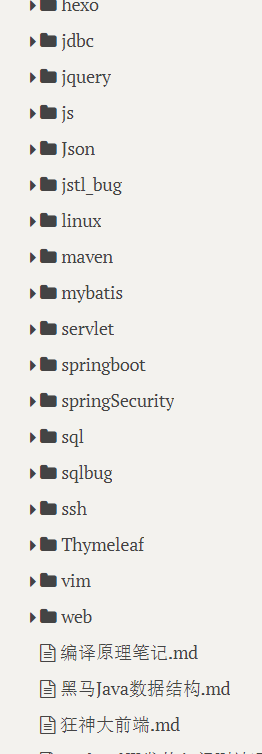 hexo
jdbc
jquery
js
Json
jstl_bug
linux
maven
mybatis
servlet
springboot
springSecurity
sql
sqlbug
ssh
Thymeleaf
vim
web
编译原理笔记.md
黑马Java数据结构.md
狂神大前端.md